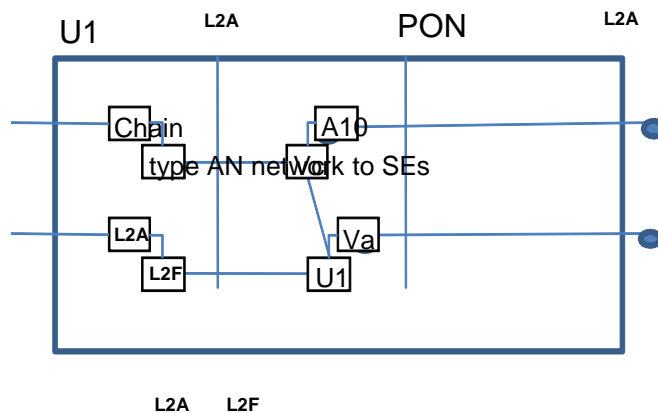 U1
L2A
PON
L2A
Chain
A10
type AN network to SEs
L2A
Va
L2F
U1
L2A L2F